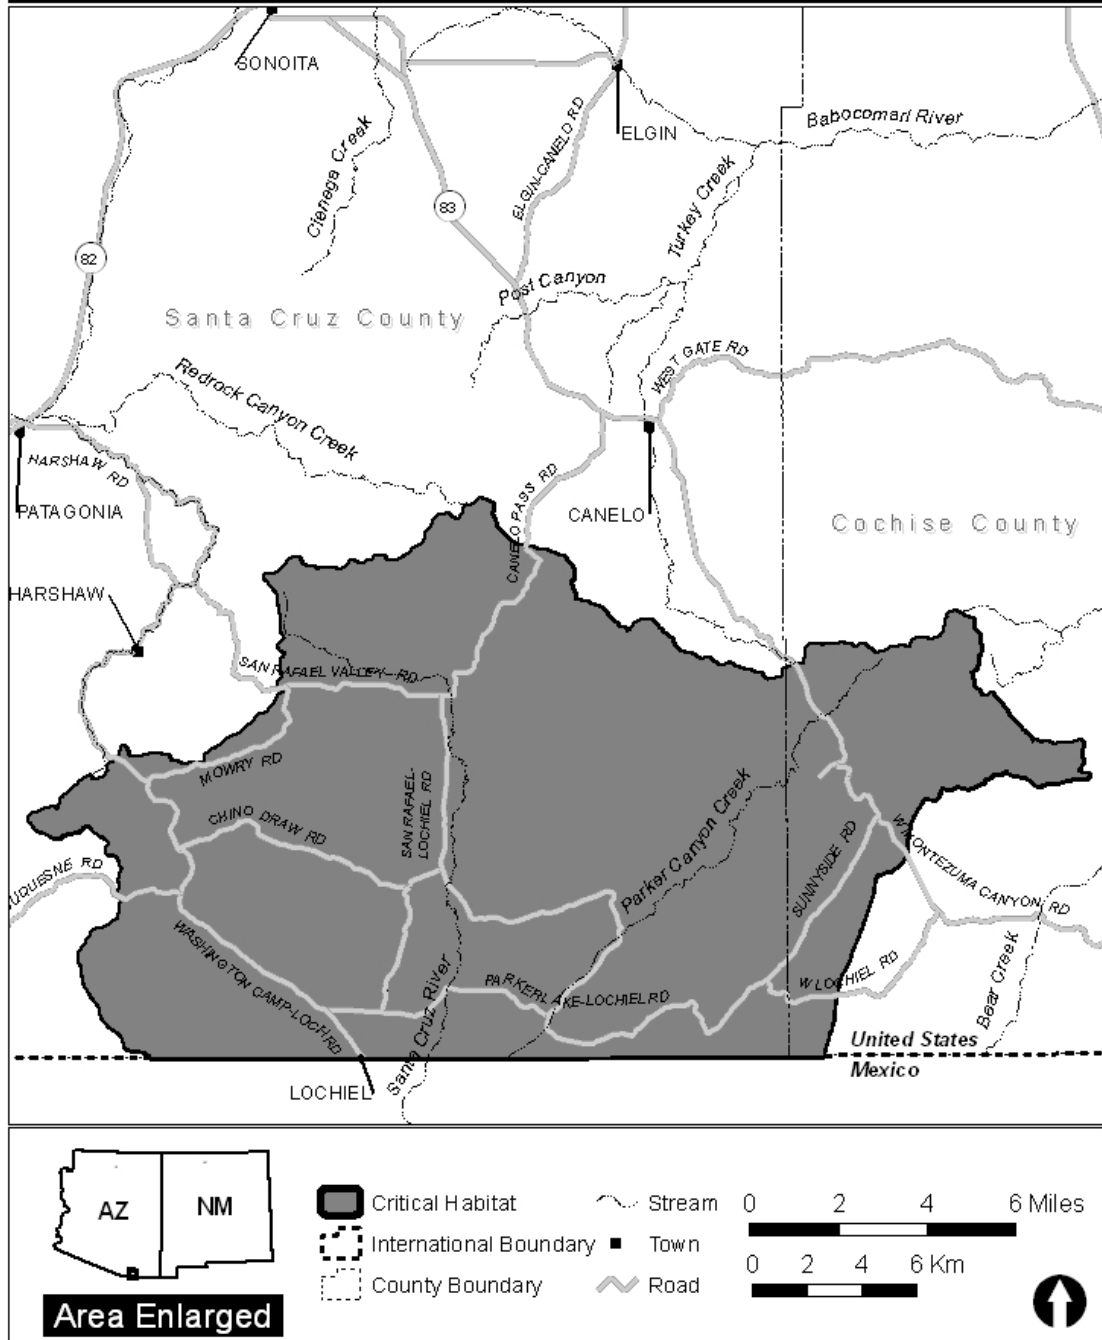 SONOITA
ELGIN
Babocomari River
Cienega Creek
ELGIN-CANELO RD
Turkey Creek
83
82
Post Canyon
Santa Cruz County
WEST GATE RD
Redrock Canyon Creek
HARSHAW RD
PATAGONIA
CANELO PASS RD
CANELO
Cochise County
HARSHAW
SAN RAFAEL VALLEY RD
MOWRY RD
SAN RAFAEL-
LOCHIEL RD
CHINO DRAW RD
Parker Canyon Creek
SUNNYSIDE RD
W MONTEZUMA CANYON RD
DUQUESNE RD
WASHINGTON CAMP-LOCH RD
Santa Cruz River
PARKERLAKE-LOCHIEL RD
W LOCHIEL RD
Bear Creek
United States
Mexico
LOCHIEL
AZ
NM
Area Enlarged
Critical Habitat
International Boundary
County Boundary
Stream
Town
Road
0 2 4 6 Miles
0 2 4 6 Km